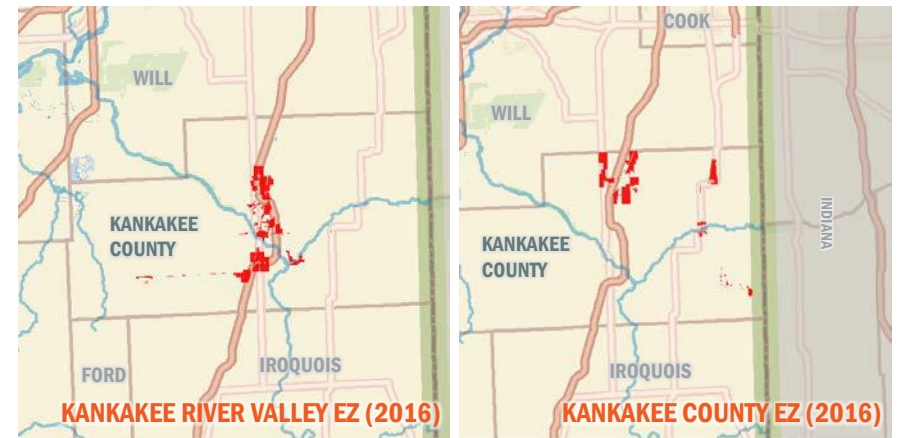 WILL
KANKAKEE
COUNTY
FORD
IROQUOIS
KANKAKEE RIVER VALLEY EZ (2016)
COOK
WILL
KANKAKEE
COUNTY
INDIANA
IROQUOIS
KANKAKEE COUNTY EZ (2016)